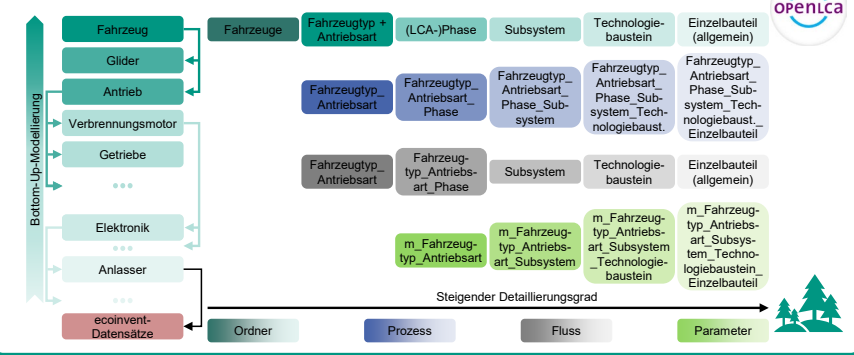 openLca
Fahrzeug
Glider
Antrieb
Verbrennungsmotor
Getriebe
•••
Elektronik
•••
Anlasser
•••
ecoinvent-
Datensätze
Bottom-Up-Modellierung
Fahrzeuge
Fahrzeugtyp +
Antriebsart
(LCA-)Phase
Subsystem
Technologie-
baustein
Einzelbauteil
(allgemein)
Fahrzeugtyp_
Antriebsart
Fahrzeugtyp_
Antriebsart_
Phase
Fahrzeugtyp_
Antriebsart_
Phase_Sub-
system
Fahrzeugtyp_
Antriebsart_
Phase_Sub-
system_Tech-
nologiebaust.
Fahrzeugtyp_
Antriebsart_
Phase_Sub-
system_Tech-
nologiebaust._
Einzelbauteil
Fahrzeugtyp_
Antriebsart
Fahrzeug-
typ_Antriebs-
art_Phase
Subsystem
Technologie-
baustein
Einzelbauteil
(allgemein)
m_Fahrzeug-
typ_Antriebsart
m_Fahrzeug-
typ_Antriebs-
art_Subsystem
m_Fahrzeug-
typ_Antriebs-
art_Subsystem
_Technologie-
baustein
m_Fahrzeug-
typ_Antriebs-
art_Subsys-
tem_Techno-
logiebaustein_
Einzelbauteil
Steigender Detaillierungsgrad
Ordner
Prozess
Fluss
Parameter